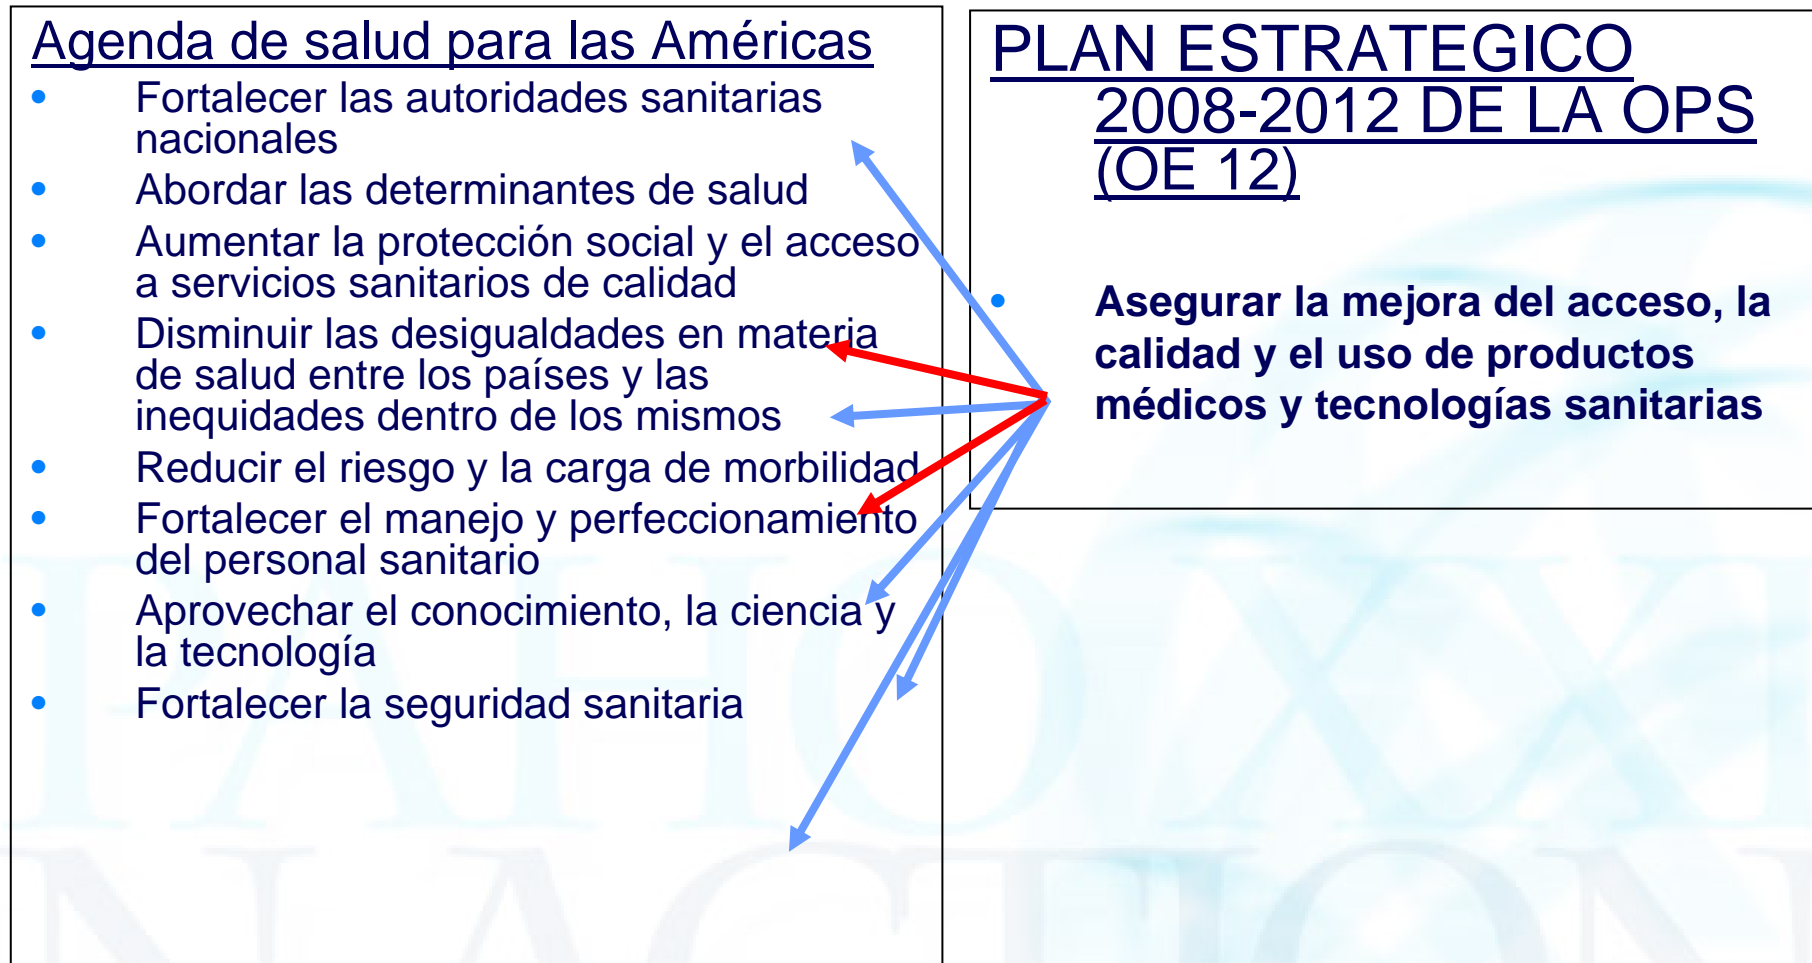 Agenda de salud para las Américas
• Fortalecer las autoridades sanitarias
nacionales
• Abordar las determinantes de salud
• Aumentar la protección social y el acceso
a servicios sanitarios de calidad
• Disminuir las desigualdades en materia
de salud entre los países y las
inequidades dentro de los mismos
• Reducir el riesgo y la carga de morbilidad
• Fortalecer el manejo y perfeccionamiento
del personal sanitario
• Aprovechar el conocimiento, la ciencia y
la tecnología
• Fortalecer la seguridad sanitaria
PLAN ESTRATEGICO
2008-2012 DE LA OPS
(OE 12)
• Asegurar la mejora del acceso, la
calidad y el uso de productos
médicos y tecnologías sanitarias
PAHO XXI
N ACTION